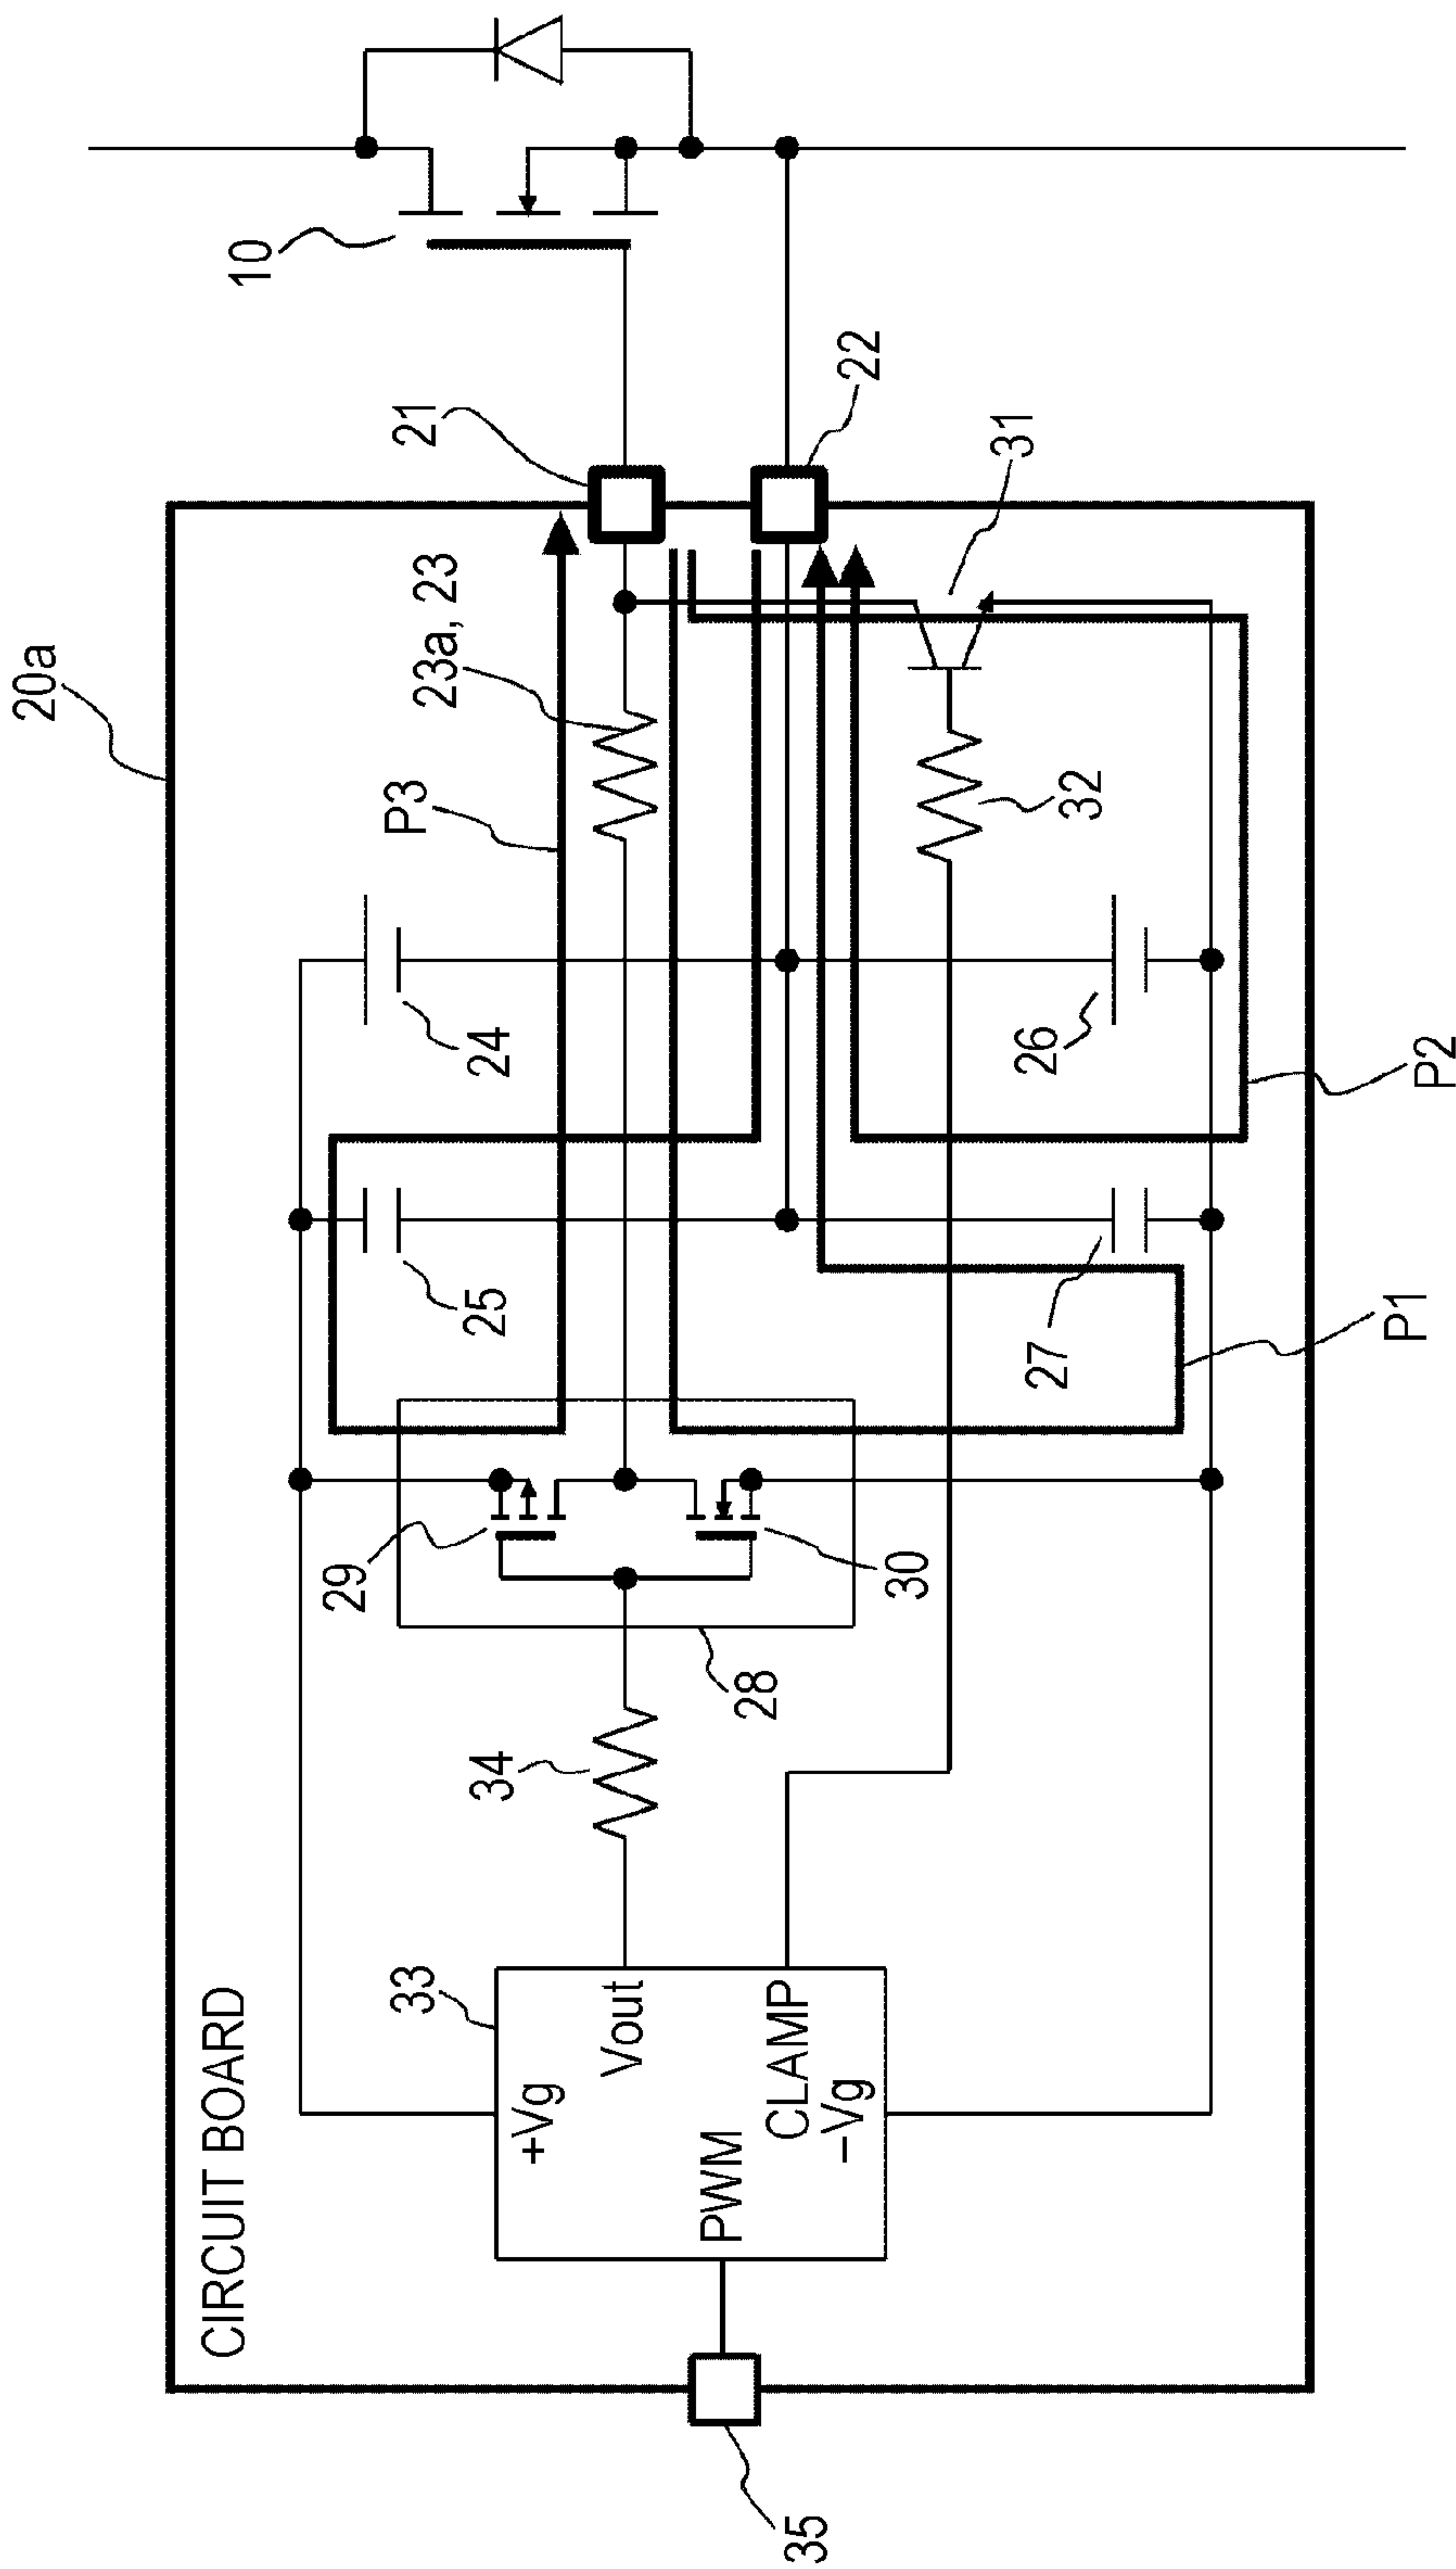 20a
CIRCUIT BOARD
10
21
22
23a, 23
P3
31
32
24
26
25
27
P2
P1
29
30
28
34
33
+Vg
Vout
PWM
CLAMP
−Vg
35